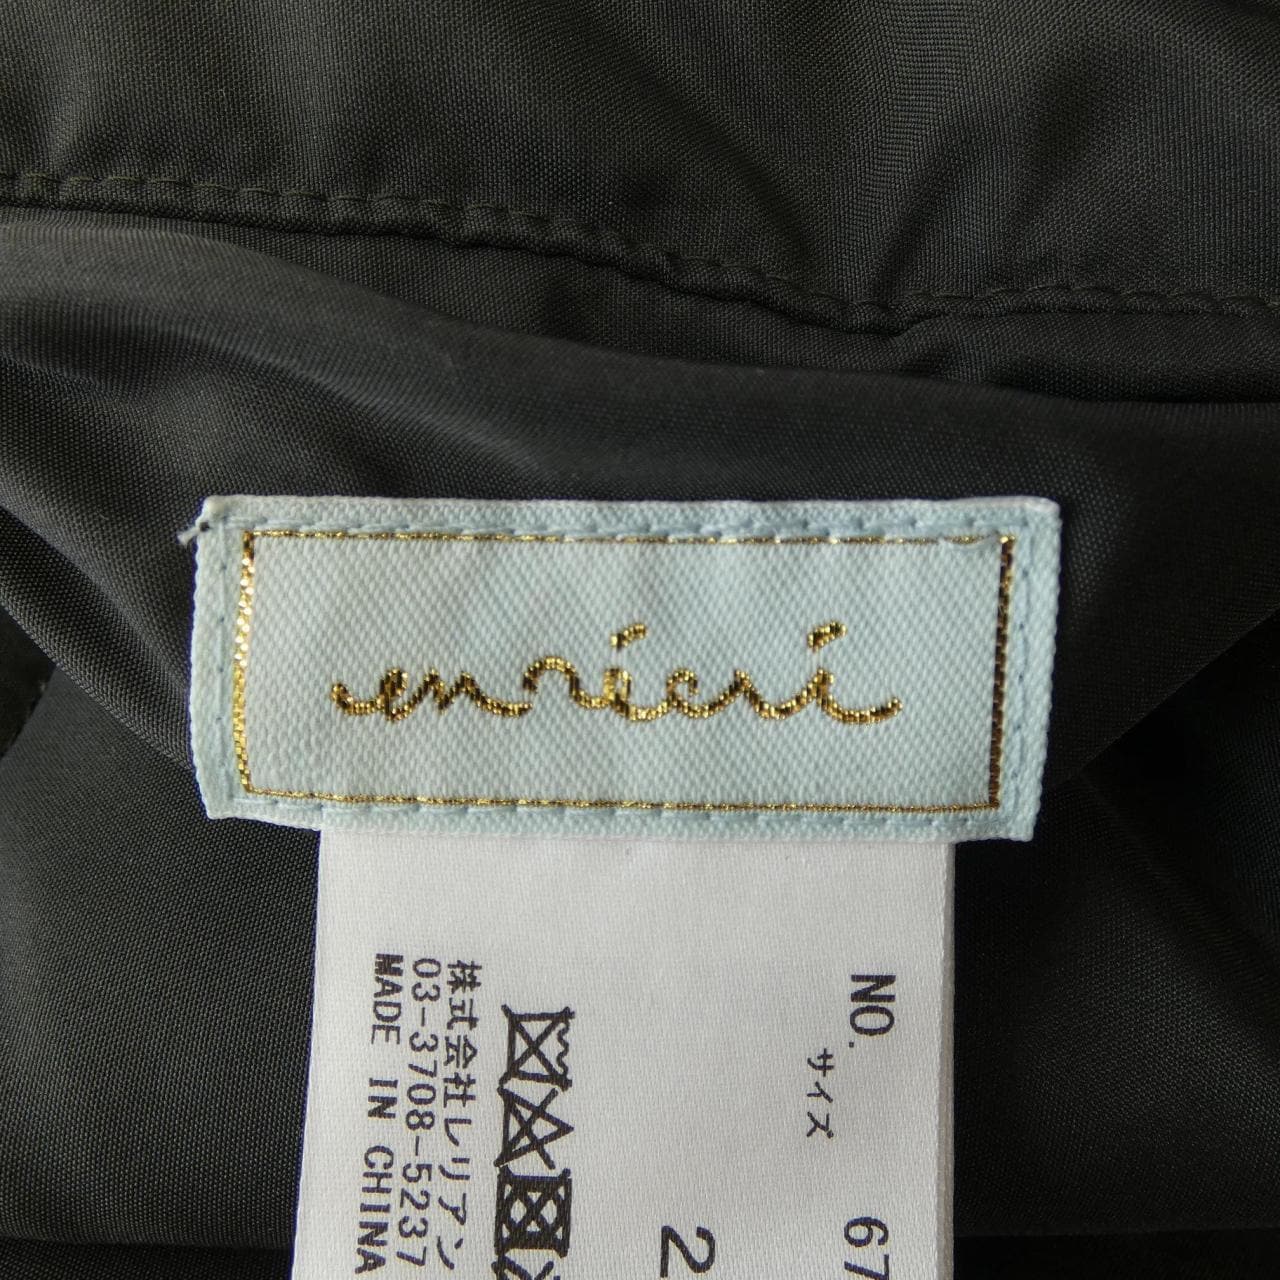 enricri
NO. 67
サイズ 2
株式会社レリアン
03-3708-5237
MADE IN CHINA